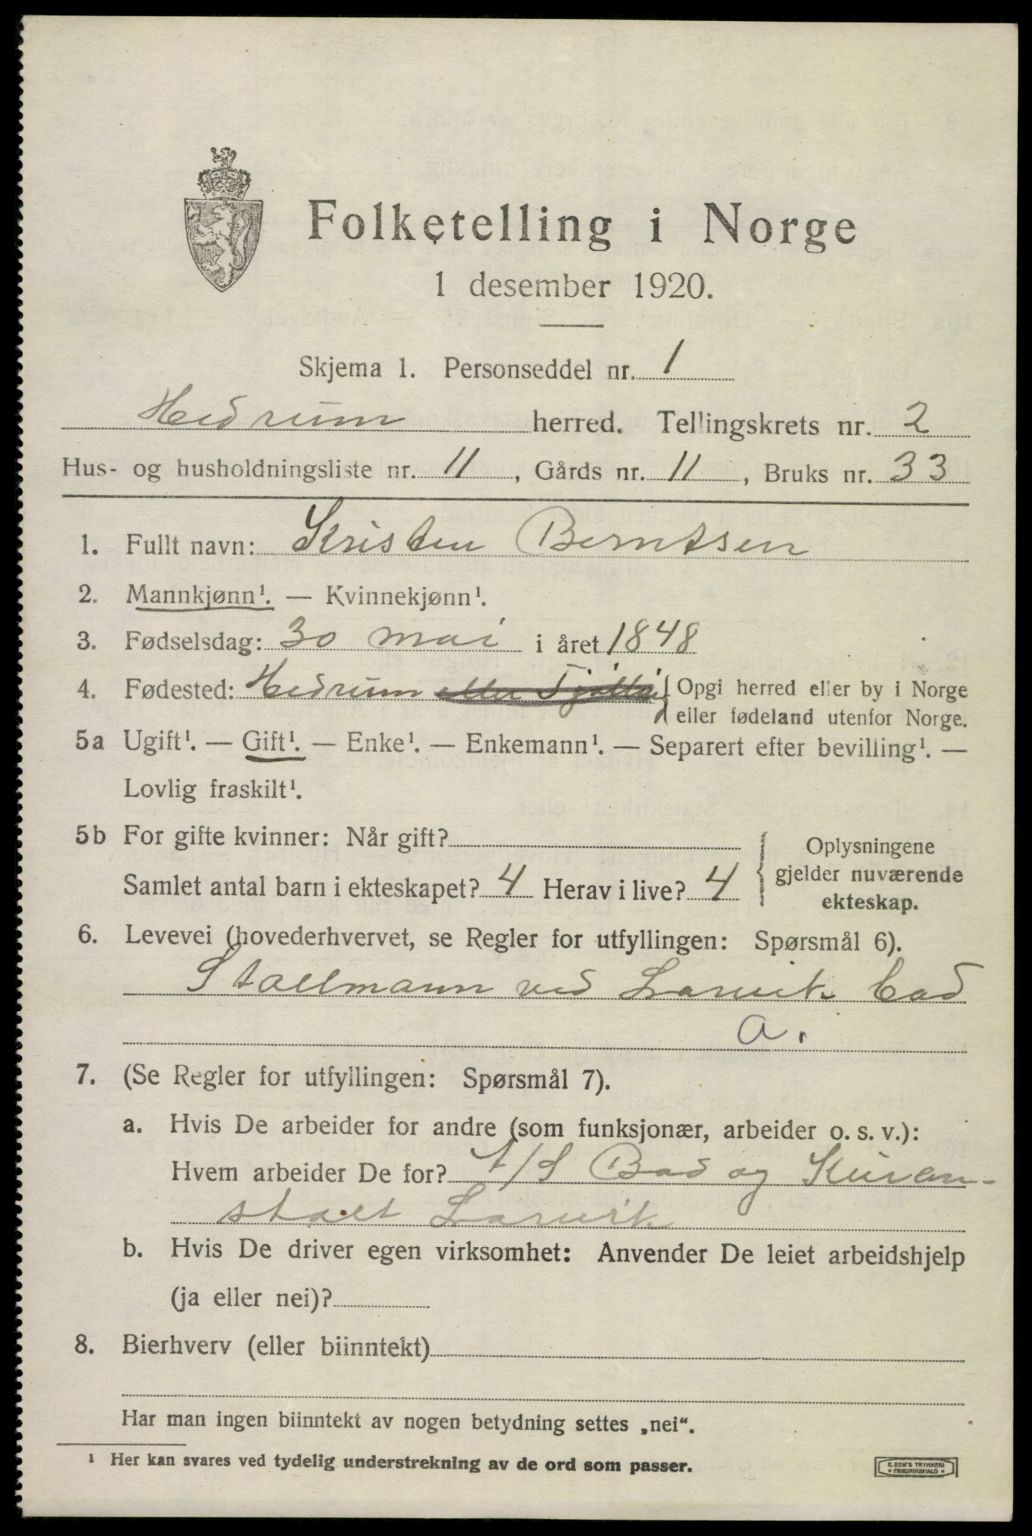 Folketelling i Norge
1 desember 1920.
Skjema 1. Personseddel nr. 1
Hedrum herred. Tellingskrets nr. 2
Hus- og husholdningsliste nr. 11, Gårds nr. 11, Bruks nr. 33
1. Fullt navn: Kristen Berntsen
2. Mannkjønn¹. — Kvinnekjønn¹.
3. Fødselsdag: 30 mai i året 1848
4. Fødested: Hedrum eller { Opgi herred eller by i Norge
eller fødeland utenfor Norge.
5a Ugift¹. — Gift¹. — Enke¹. — Enkemann¹. — Separert efter bevilling¹. —
Lovlig fraskilt¹.
5b For gifte kvinner: Når gift?
Samlet antal barn i ekteskapet? 4 Herav i live? 4
{ Oplysningene
gjelder nuværende
ekteskap.
6. Levevei (hovederhvervet, se Regler for utfyllingen: Spørsmål 6).
Stallmann ved Larvik bad
a.
7. (Se Regler for utfyllingen: Spørsmål 7).
a. Hvis De arbeider for andre (som funksjonær, arbeider o. s. v.):
Hvem arbeider De for? A/S Bad og Kuran-
stalt Larvik
b. Hvis De driver egen virksomhet: Anvender De leiet arbeidshjelp
(ja eller nei)?
8. Bierhverv (eller biinntekt)
Har man ingen biinntekt av nogen betydning settes „nei“.
¹ Her kan svares ved tydelig understrekning av de ord som passer.
E. SEM'S TRYKKERI
FREDRIKSHALD